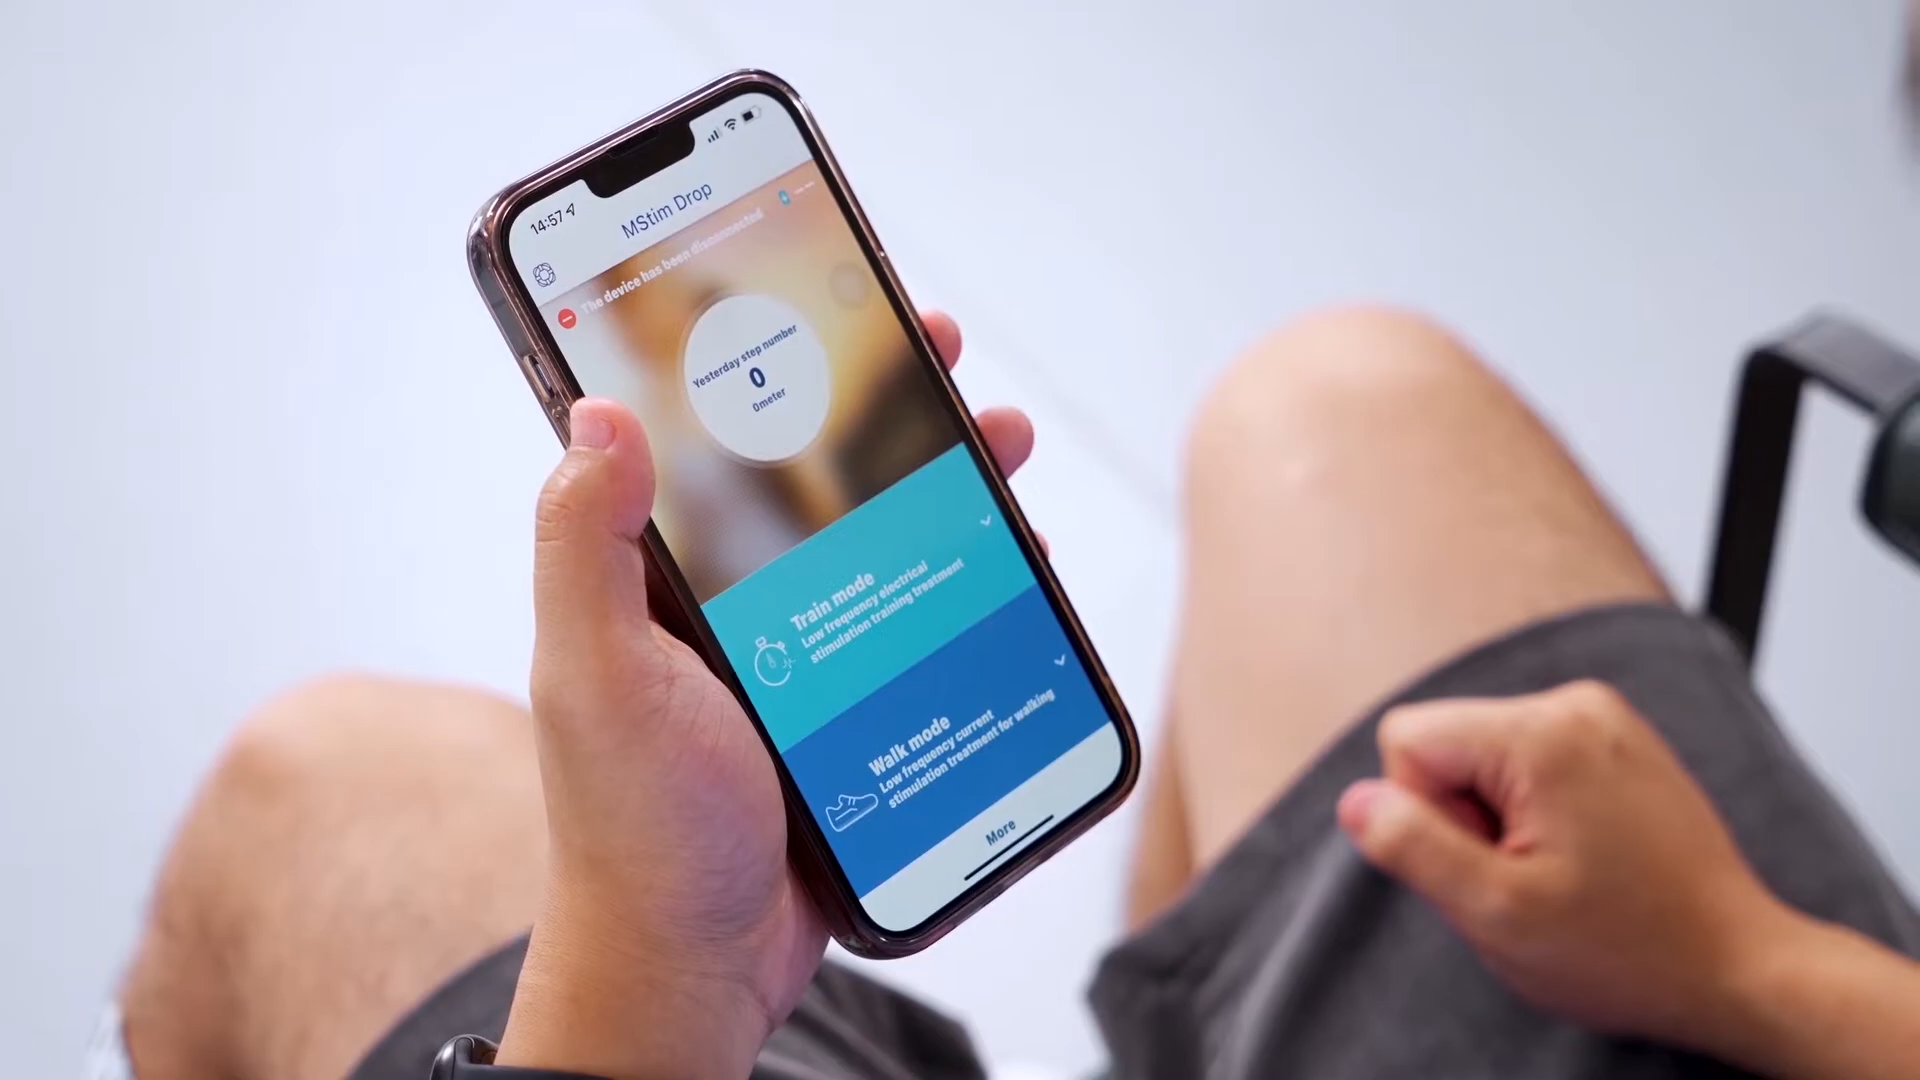 14:57
MStim Drop
The device has been disconnected
Yesterday step number
0
0meter
Train mode
Low frequency electrical
stimulation training treatment
Walk mode
Low frequency current
stimulation treatment for walking
More